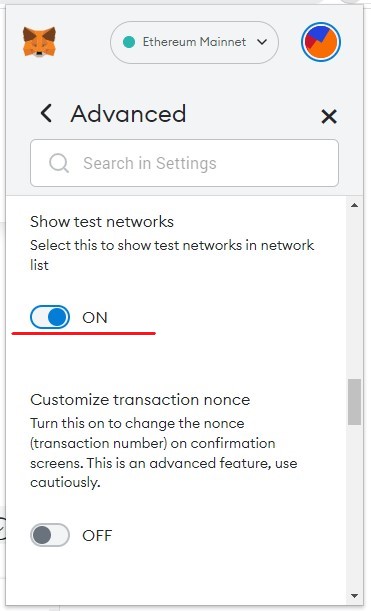 Ethereum Mainnet
Advanced
Search in Settings
Show test networks
Select this to show test networks in network
list
ON
Customize transaction nonce
Turn this on to change the nonce
(transaction number) on confirmation
screens. This is an advanced feature, use
cautiously.
OFF